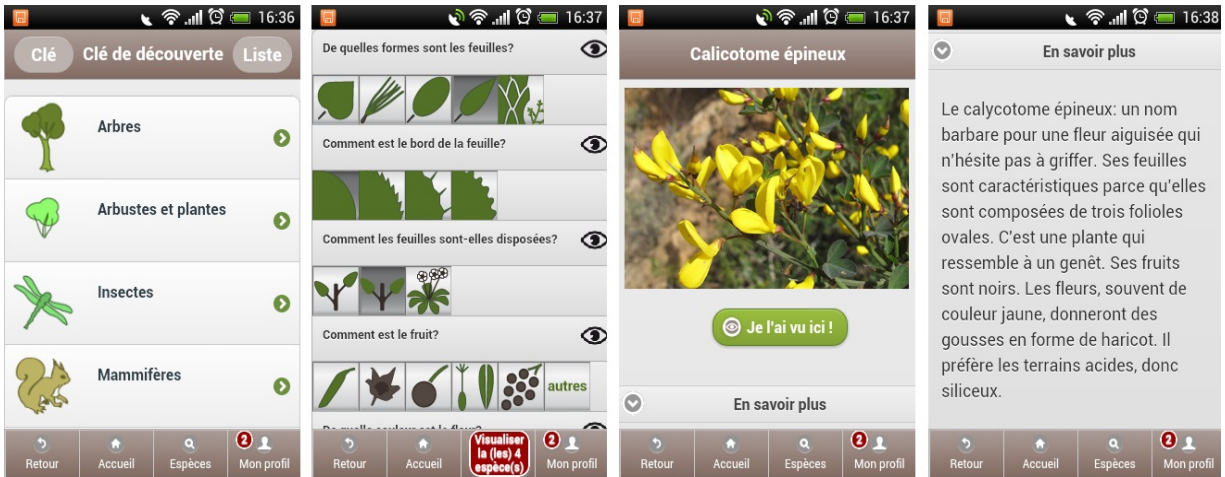 16:36
Clé
Clé de découverte
Liste
Arbres
Arbustes et plantes
Insectes
Mammifères
Retour
Accueil
Espèces
2
Mon profil
16:37
De quelles formes sont les feuilles?
Comment est le bord de la feuille?
Comment les feuilles sont-elles disposées?
Comment est le fruit?
autres
De quelle couleur est la fleur?
Retour
Accueil
Visualiser
la (les) 4
espèce(s)
2
Mon profil
16:37
Calicotome épineux
Je l'ai vu ici !
En savoir plus
Retour
Accueil
Espèces
2
Mon profil
16:38
En savoir plus
Le calycotome épineux: un nom
barbare pour une fleur aiguisée qui
n'hésite pas à griffer. Ses feuilles
sont caractéristiques parce qu'elles
sont composées de trois folioles
ovales. C'est une plante qui
ressemble à un genêt. Ses fruits
sont noirs. Les fleurs, souvent de
couleur jaune, donneront des
gousses en forme de haricot. Il
préfère les terrains acides, donc
siliceux.
Retour
Accueil
Espèces
2
Mon profil